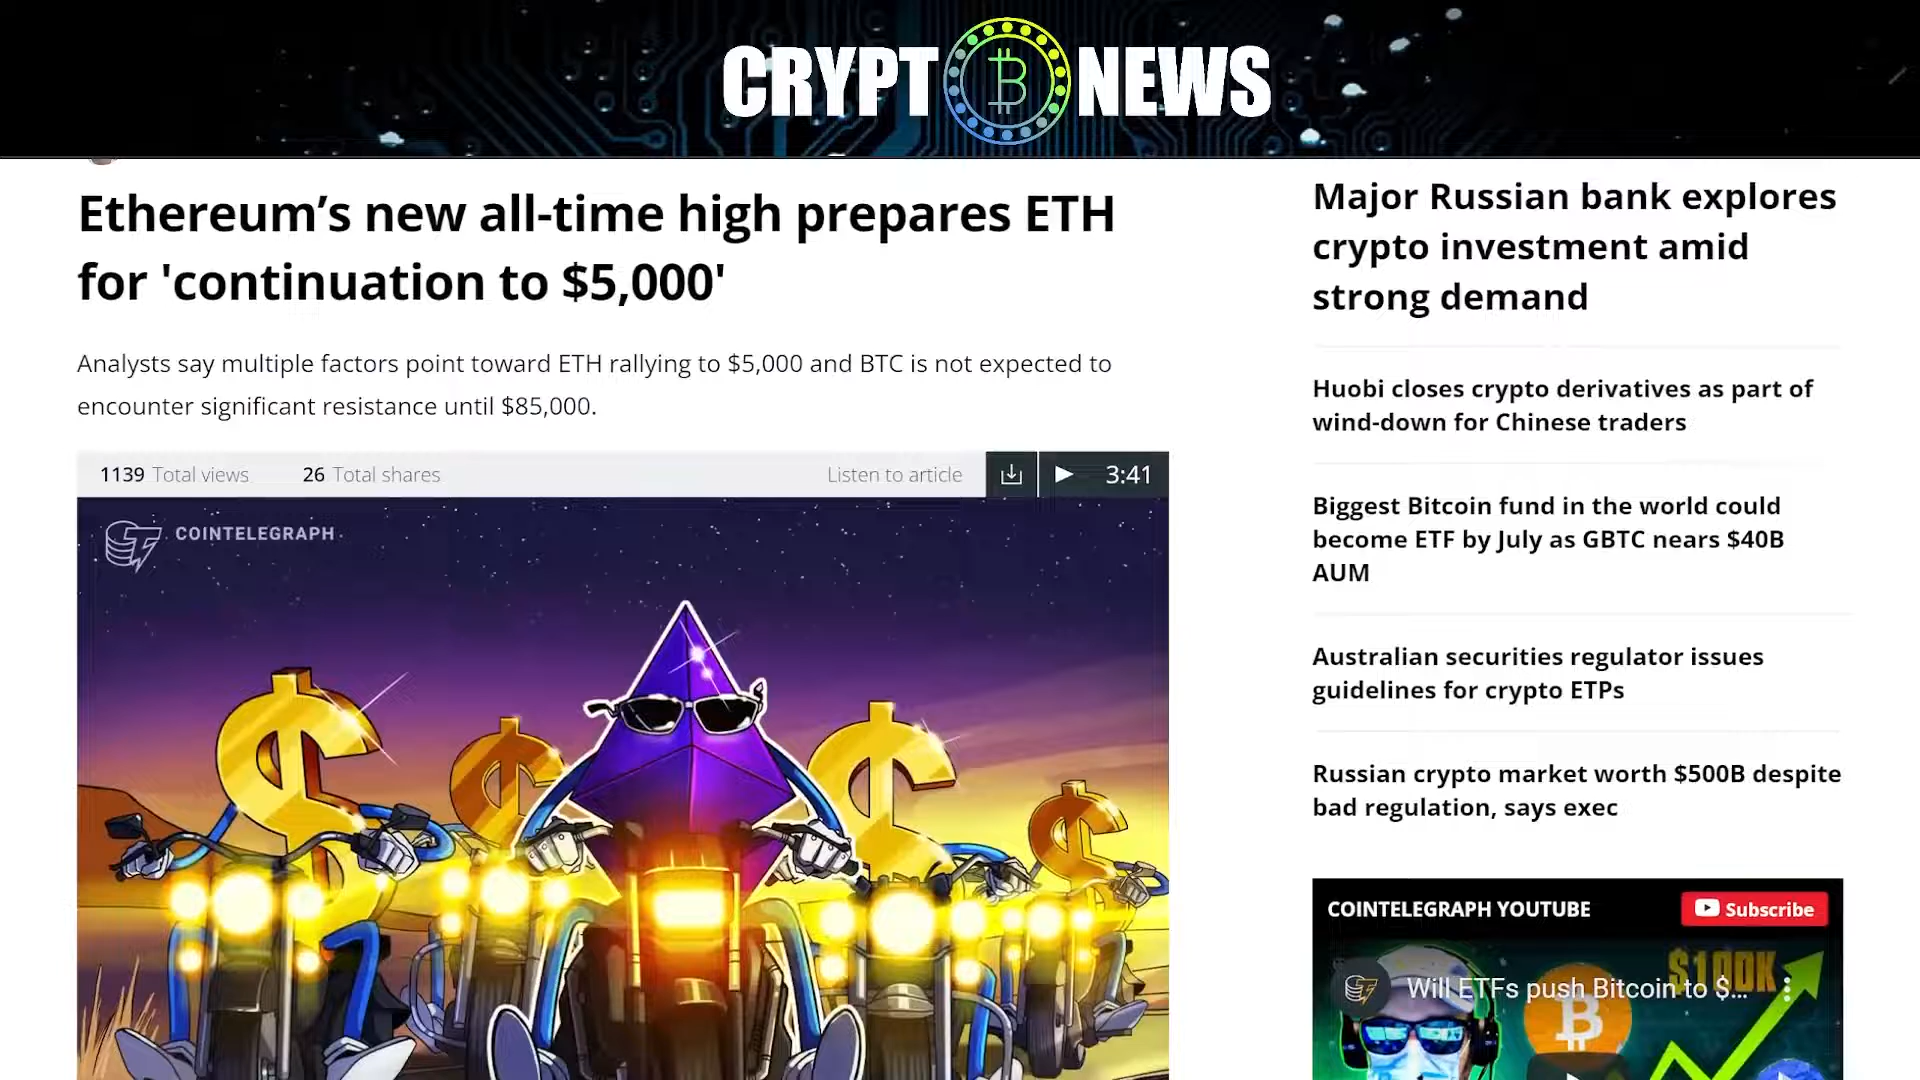 CRYPTO NEWS
Ethereum’s new all-time high prepares ETH
for 'continuation to $5,000'
Analysts say multiple factors point toward ETH rallying to $5,000 and BTC is not expected to
encounter significant resistance until $85,000.
1139 Total views 26 Total shares Listen to article 3:41
COINTELEGRAPH
Major Russian bank explores
crypto investment amid
strong demand
Huobi closes crypto derivatives as part of
wind-down for Chinese traders
Biggest Bitcoin fund in the world could
become ETF by July as GBTC nears $40B
AUM
Australian securities regulator issues
guidelines for crypto ETPs
Russian crypto market worth $500B despite
bad regulation, says exec
COINTELEGRAPH YOUTUBE Subscribe
$100K
Will ETFs push Bitcoin to $...